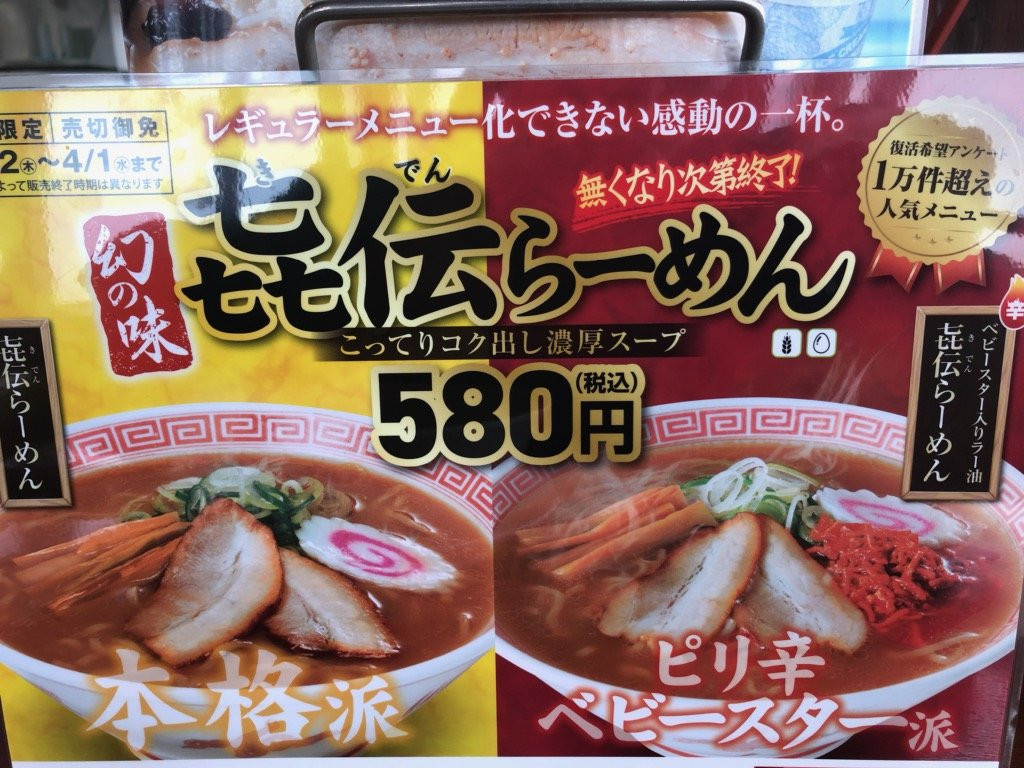 限定 売切御免
2㊍〜4/1㊌まで
よって販売終了時期は異なります
レギュラーメニュー化できない感動の一杯。
復活希望アンケート
1万件超えの
人気メニュー
無くなり次第終了!
幻の味
き でん
㐂伝らーめん
こってりコク出し濃厚スープ
580円(税込)
㐂伝らーめん
きでん
辛
ベビースター入りラー油
㐂伝らーめん
きでん
本格派
ピリ辛
ベビースター派